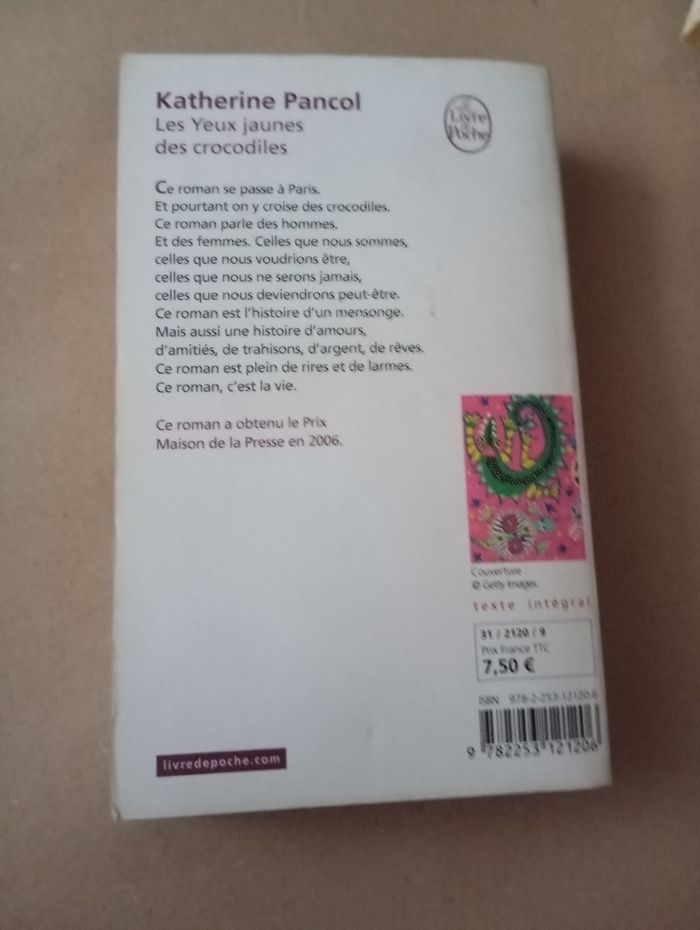 Katherine Pancol
Les Yeux jaunes
des crocodiles
Le
Livre
de
Poche
Ce roman se passe à Paris.
Et pourtant on y croise des crocodiles.
Ce roman parle des hommes.
Et des femmes. Celles que nous sommes,
celles que nous voudrions être,
celles que nous ne serons jamais,
celles que nous deviendrons peut-être.
Ce roman est l'histoire d'un mensonge.
Mais aussi une histoire d'amours,
d'amitiés, de trahisons, d'argent, de rêves.
Ce roman est plein de rires et de larmes.
Ce roman, c'est la vie.
Ce roman a obtenu le Prix
Maison de la Presse en 2006.
Couverture :
© Getty Images.
texte intégral
31 / 2120 / 9
Prix France TTC
7,50 €
ISBN 978-2-253-12120-6
9 782253 121206
livredepoche.com